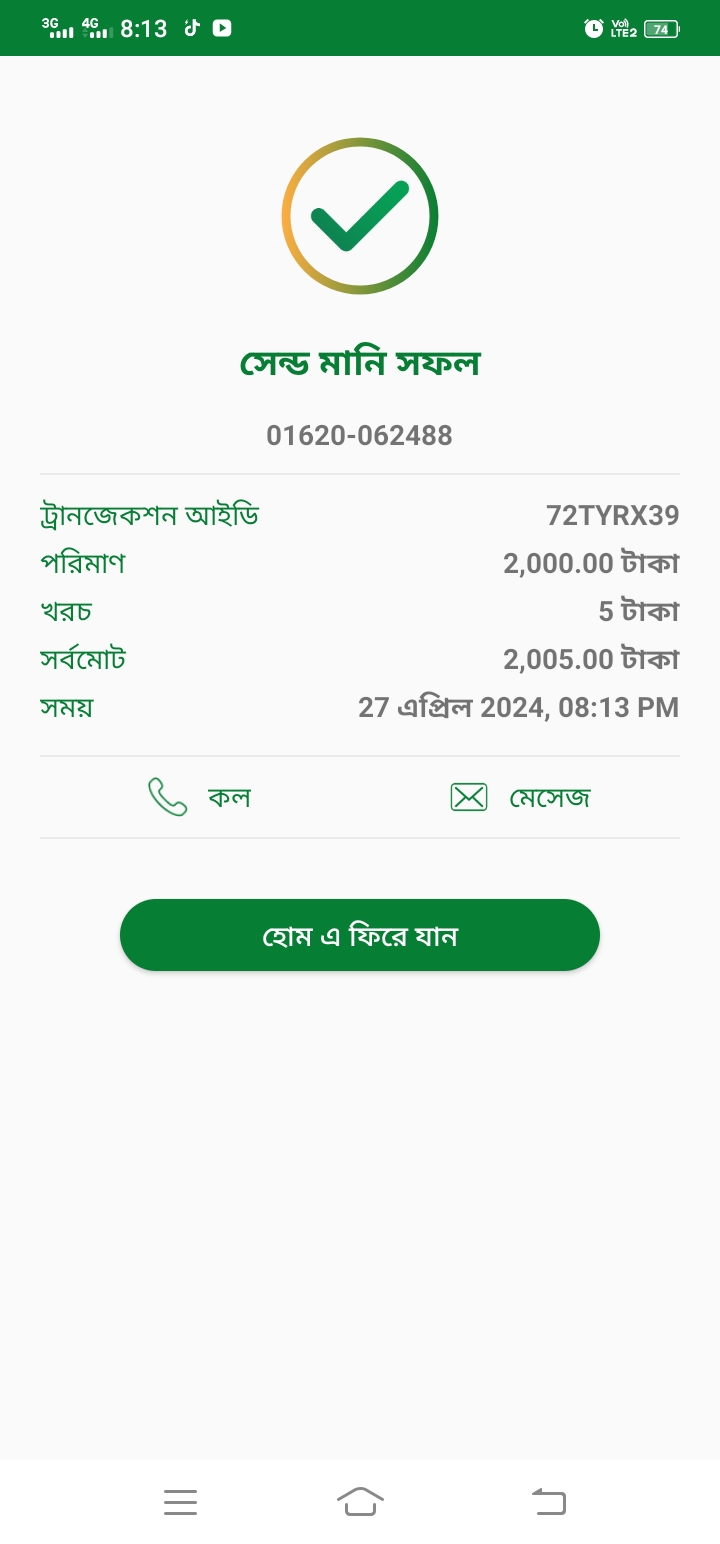 3G 4G 8:13 Vo) LTE2 74
সেন্ড মানি সফল
01620-062488
ট্রানজেকশন আইডি 72TYRX39
পরিমাণ 2,000.00 টাকা
খরচ 5 টাকা
সর্বমোট 2,005.00 টাকা
সময় 27 এপ্রিল 2024, 08:13 PM
কল মেসেজ
হোম এ ফিরে যান